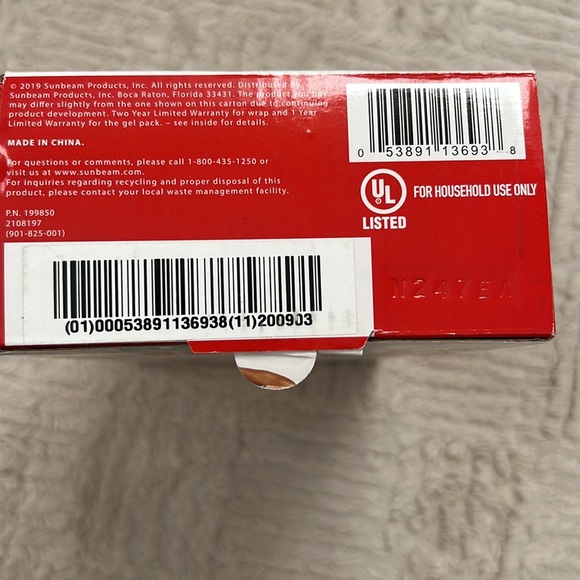 © 2019 Sunbeam Products, Inc. All rights reserved. Distributed by
Sunbeam Products, Inc. Boca Raton, Florida 33431. The product you buy
may differ slightly from the one shown on this carton due to continuing
product development. Two Year Limited Warranty for wrap and 1 Year
Limited Warranty for the gel pack. – see inside for details.
MADE IN CHINA.
For questions or comments, please call 1-800-435-1250 or
visit us at www.sunbeam.com.
For inquiries regarding recycling and proper disposal of this
product, please contact your local waste management facility.
P.N. 199850
2108197
(901-825-001)
0 53891 13693 8
UL
LISTED
FOR HOUSEHOLD USE ONLY
(01)00053891136938(11)200903